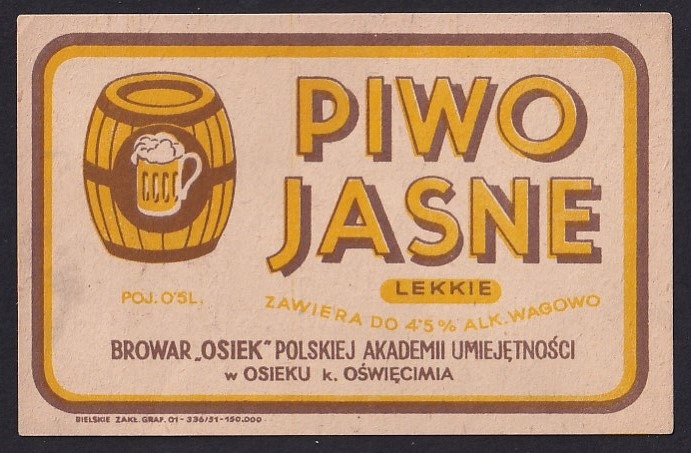 PIWO
JASNE
LEKKIE
POJ. 0'5L.
ZAWIERA DO 4'5% ALK. WAGOWO
BROWAR „OSIEK” POLSKIEJ AKADEMII UMIEJĘTNOŚCI
w OSIEKU k. OŚWIĘCIMIA
BIELSKIE ZAKŁ. GRAF. 01 - 336/51 - 150.000